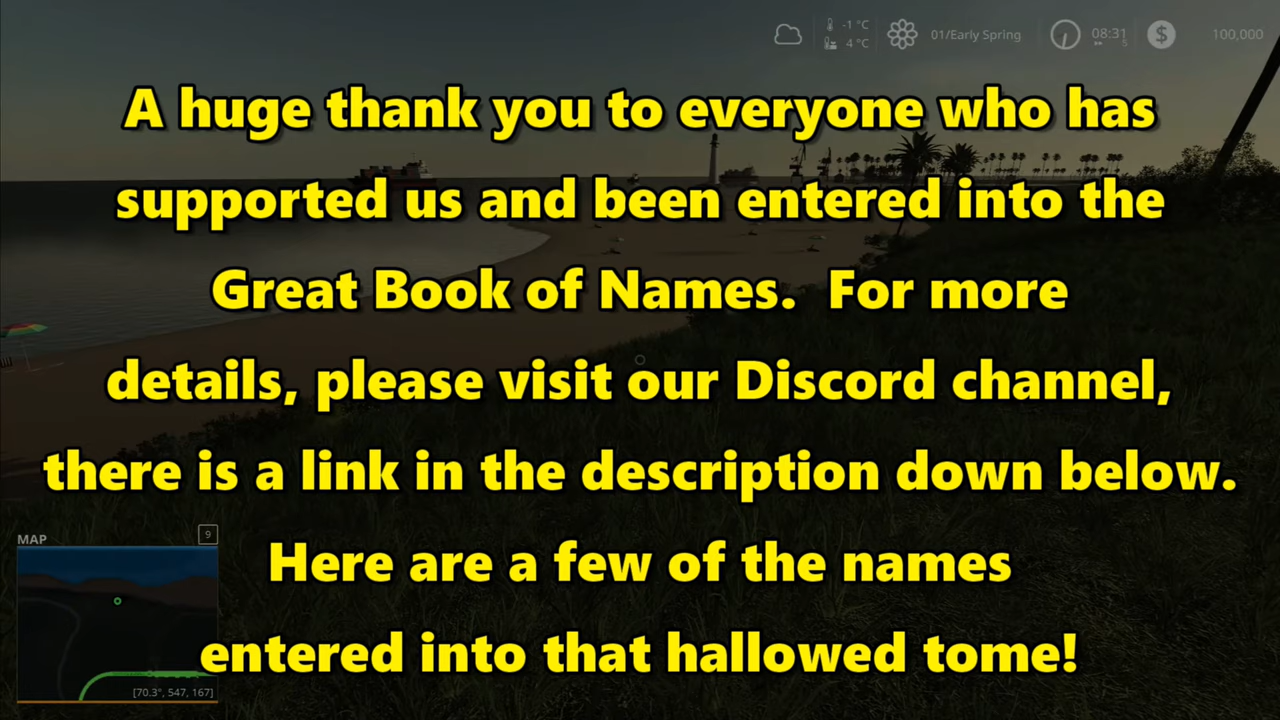 -1 °C
4 °C
01/Early Spring
08:31
5
100,000
A huge thank you to everyone who has
supported us and been entered into the
Great Book of Names.  For more
details, please visit our Discord channel,
there is a link in the description down below.
Here are a few of the names
entered into that hallowed tome!
MAP
9
[70.3°, 547, 167]